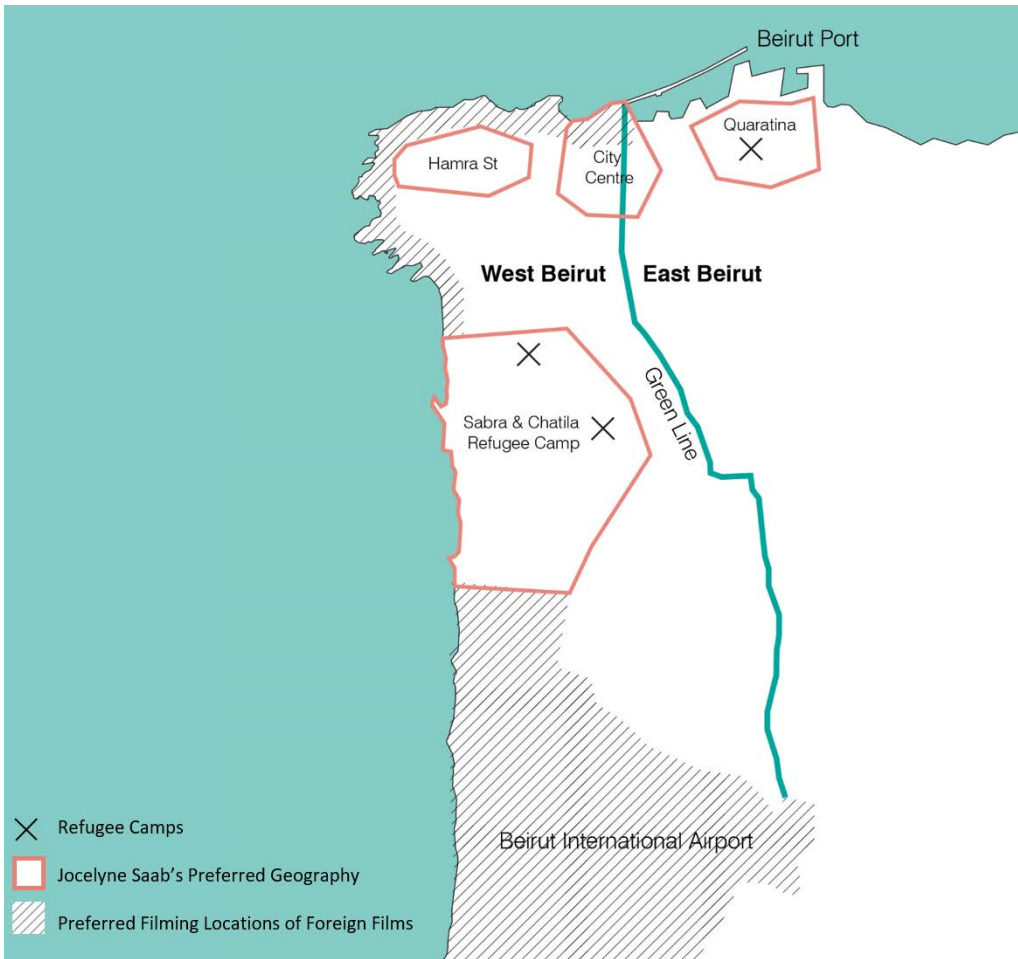 Beirut Port
Quaratina
Hamra St
City
Centre
West Beirut
East Beirut
Green Line
Sabra & Chatila
Refugee Camp
Beirut International Airport
Refugee Camps
Jocelyne Saab's Preferred Geography
Preferred Filming Locations of Foreign Films